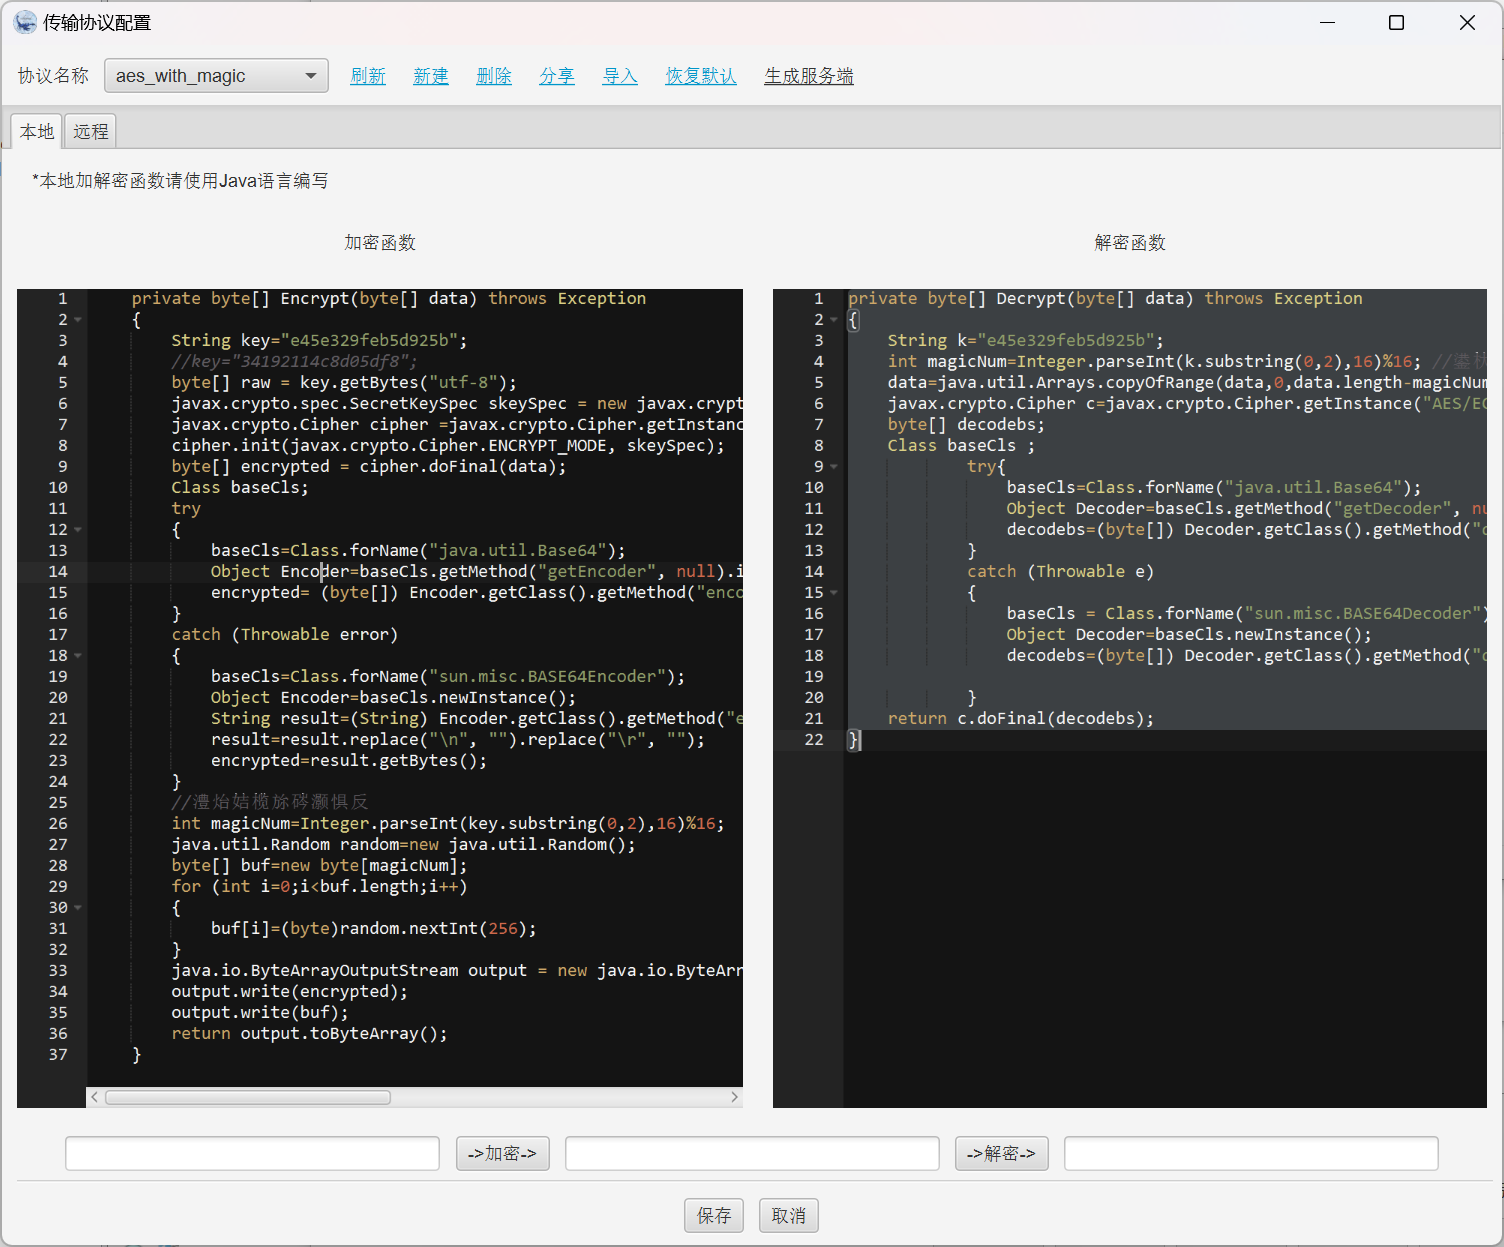 传输协议配置
协议名称 aes_with_magic 刷新 新建 删除 分享 导入 恢复默认 生成服务端
本地 远程
*本地加解密函数请使用Java语言编写
加密函数
1 private byte[] Encrypt(byte[] data) throws Exception
2 {
3 String key="e45e329feb5d925b";
4 //key="34192114c8d05df8";
5 byte[] raw = key.getBytes("utf-8");
6 javax.crypto.spec.SecretKeySpec skeySpec = new javax.crypt
7 javax.crypto.Cipher cipher =javax.crypto.Cipher.getInstanc
8 cipher.init(javax.crypto.Cipher.ENCRYPT_MODE, skeySpec);
9 byte[] encrypted = cipher.doFinal(data);
10 Class baseCls;
11 try
12 {
13 baseCls=Class.forName("java.util.Base64");
14 Object Encoder=baseCls.getMethod("getEncoder", null).i
15 encrypted= (byte[]) Encoder.getClass().getMethod("enco
16 }
17 catch (Throwable error)
18 {
19 baseCls=Class.forName("sun.misc.BASE64Encoder");
20 Object Encoder=baseCls.newInstance();
21 String result=(String) Encoder.getClass().getMethod("e
22 result=result.replace("\n", "").replace("\r", "");
23 encrypted=result.getBytes();
24 }
25 //
26 int magicNum=Integer.parseInt(key.substring(0,2),16)%16;
27 java.util.Random random=new java.util.Random();
28 byte[] buf=new byte[magicNum];
29 for (int i=0;i<buf.length;i++)
30 {
31 buf[i]=(byte)random.nextInt(256);
32 }
33 java.io.ByteArrayOutputStream output = new java.io.ByteArr
34 output.write(encrypted);
35 output.write(buf);
36 return output.toByteArray();
37 }
解密函数
1 private byte[] Decrypt(byte[] data) throws Exception
2 {
3 String k="e45e329feb5d925b";
4 int magicNum=Integer.parseInt(k.substring(0,2),16)%16; //
5 data=java.util.Arrays.copyOfRange(data,0,data.length-magicNum
6 javax.crypto.Cipher c=javax.crypto.Cipher.getInstance("AES/EC
7 byte[] decodebs;
8 Class baseCls ;
9 try{
10 baseCls=Class.forName("java.util.Base64");
11 Object Decoder=baseCls.getMethod("getDecoder", nu
12 decodebs=(byte[]) Decoder.getClass().getMethod("d
13 }
14 catch (Throwable e)
15 {
16 baseCls = Class.forName("sun.misc.BASE64Decoder")
17 Object Decoder=baseCls.newInstance();
18 decodebs=(byte[]) Decoder.getClass().getMethod("d
19
20 }
21 return c.doFinal(decodebs);
22 }
->加密-> ->解密->
保存 取消